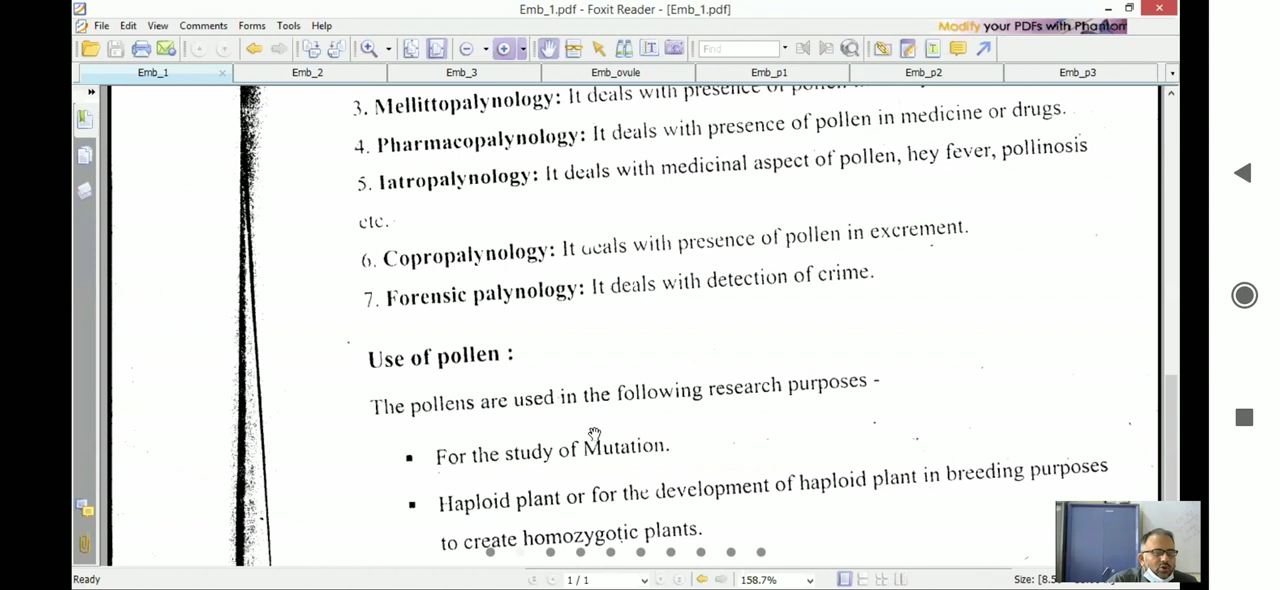 Emb_1.pdf - Foxit Reader - [Emb_1.pdf]
File Edit View Comments Forms Tools Help
Modify your PDFs with Phantom
Find
Emb_1 Emb_2 Emb_3 Emb_ovule Emb_p1 Emb_p2 Emb_p3
3. Mellittopalynology: It deals with presence of pollen
4. Pharmacopalynology: It deals with presence of pollen in medicine or drugs.
5. Iatropalynology: It deals with medicinal aspect of pollen, hey fever, pollinosis
etc.
6. Copropalynology: It deals with presence of pollen in excrement.
7. Forensic palynology: It deals with detection of crime.
Use of pollen :
The pollens are used in the following research purposes -
▪ For the study of Mutation.
▪ Haploid plant or for the development of haploid plant in breeding purposes
to create homozygotic plants.
Ready 1 / 1 158.7% Size: [8.5